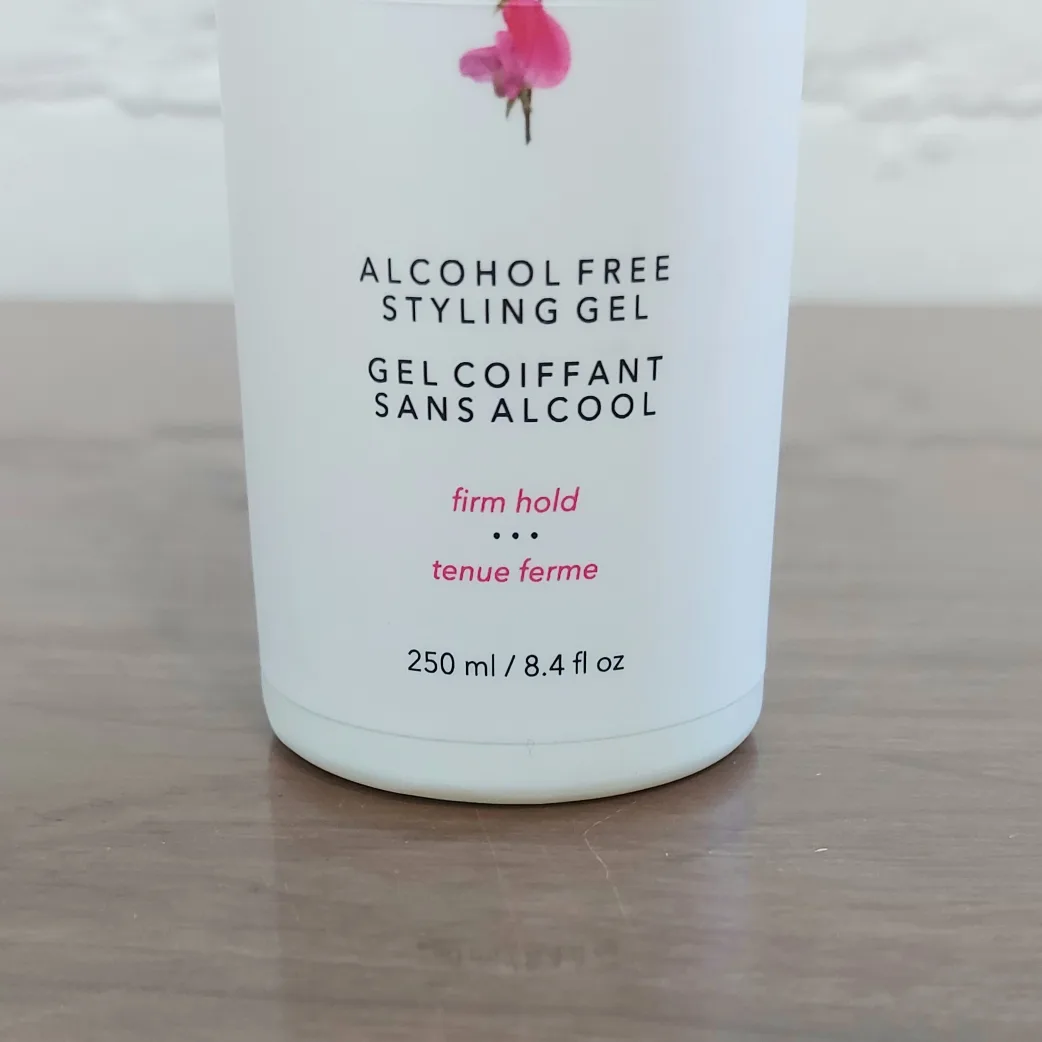 ALCOHOL FREE
STYLING GEL
GEL COIFFANT
SANS ALCOOL
firm hold
...
tenue ferme
250 ml / 8.4 fl oz